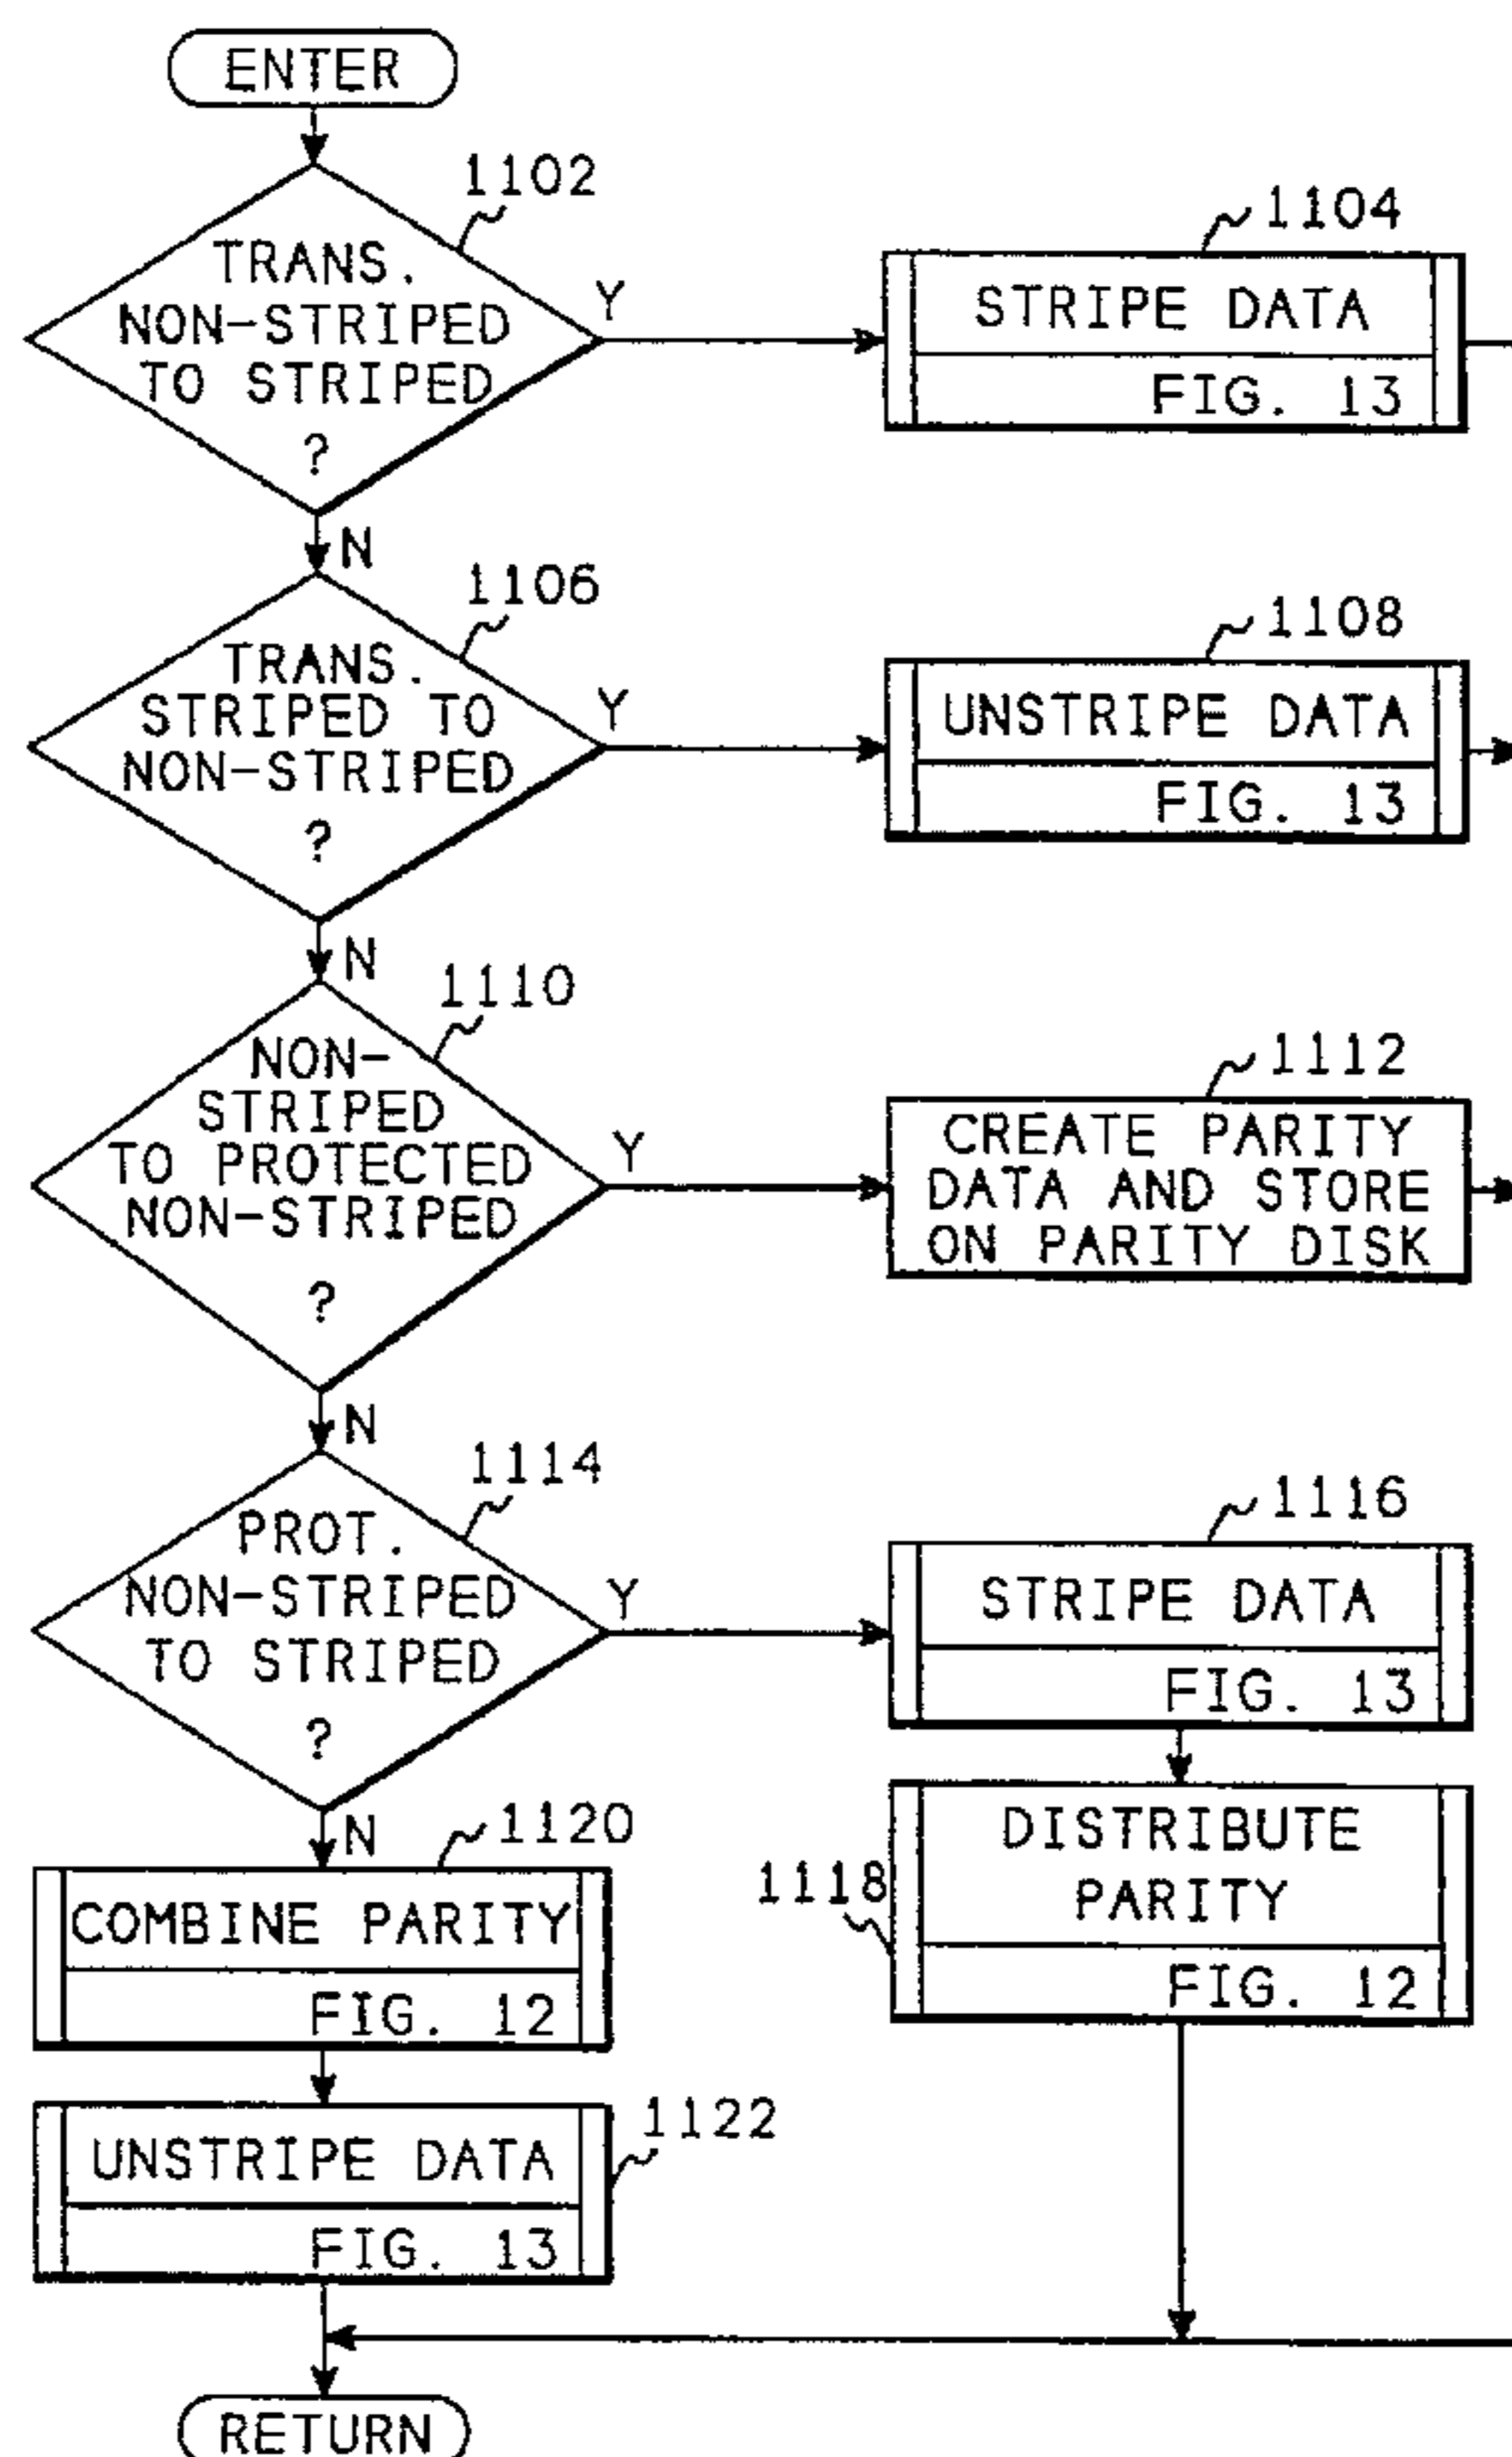 ENTER
1102
TRANS.
NON-STRIPED
TO STRIPED
?
Y
1104
STRIPE DATA
FIG. 13
N
1106
TRANS.
STRIPED TO
NON-STRIPED
?
Y
1108
UNSTRIPE DATA
FIG. 13
N
1110
NON-
STRIPED
TO PROTECTED
NON-STRIPED
?
Y
1112
CREATE PARITY
DATA AND STORE
ON PARITY DISK
N
1114
PROT.
NON-STRIPED
TO STRIPED
?
Y
1116
STRIPE DATA
FIG. 13
1118
DISTRIBUTE
PARITY
FIG. 12
N
1120
COMBINE PARITY
FIG. 12
1122
UNSTRIPE DATA
FIG. 13
RETURN